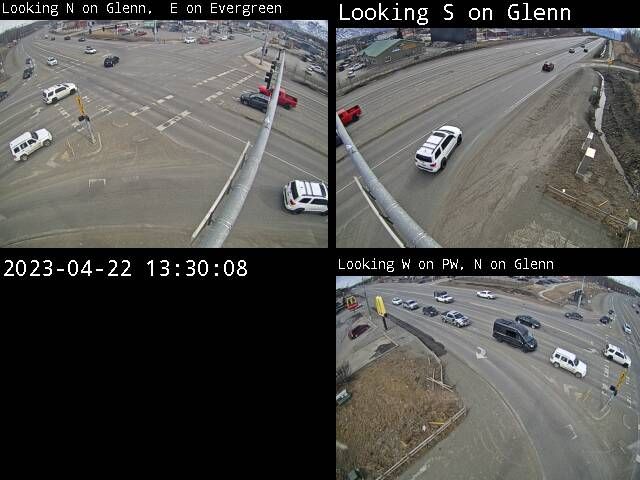 Looking N on Glenn,  E on Evergreen
Looking S on Glenn
2023-04-22 13:30:08
Looking W on PW, N on Glenn